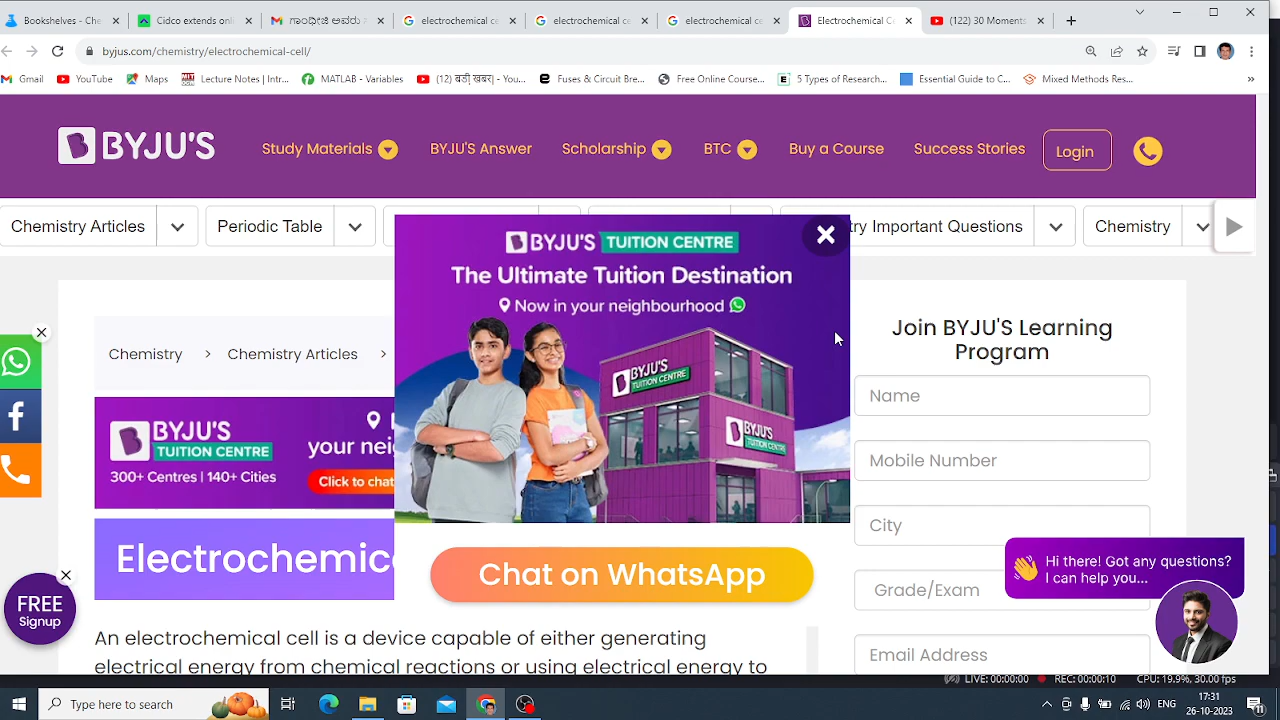 Bookshelves - Che
Cidco extends onl
electrochemical ce
electrochemical ce
electrochemical ce
Electrochemical Ce
(122) 30 Moments
byjus.com/chemistry/electrochemical-cell/
Gmail
YouTube
Maps
Lecture Notes | Intr...
MATLAB - Variables
(12) बड़ी खबर| - You...
Fuses & Circuit Bre...
Free Online Course...
5 Types of Research...
Essential Guide to C...
Mixed Methods Res...
»
BYJU'S
Study Materials
BYJU'S Answer
Scholarship
BTC
Buy a Course
Success Stories
Login
Chemistry Articles
Periodic Table
ry Important Questions
Chemistry
BYJU'S TUITION CENTRE
The Ultimate Tuition Destination
Now in your neighbourhood
BYJU'S
TUITION CENTRE
BYJU'S
TUITION CENTRE
Chat on WhatsApp
Chemistry > Chemistry Articles >
BYJU'S
TUITION CENTRE
300+ Centres | 140+ Cities
your nei
Click to chat
Electrochemic
An electrochemical cell is a device capable of either generating
electrical energy from chemical reactions or using electrical energy to
FREE
Signup
Join BYJU'S Learning
Program
Name
Mobile Number
City
Grade/Exam
Email Address
Hi there! Got any questions?
I can help you...
LIVE: 00:00:00
REC: 00:00:10
CPU: 19.9%, 30.00 fps
Type here to search
ENG
17:31
26-10-2023
11